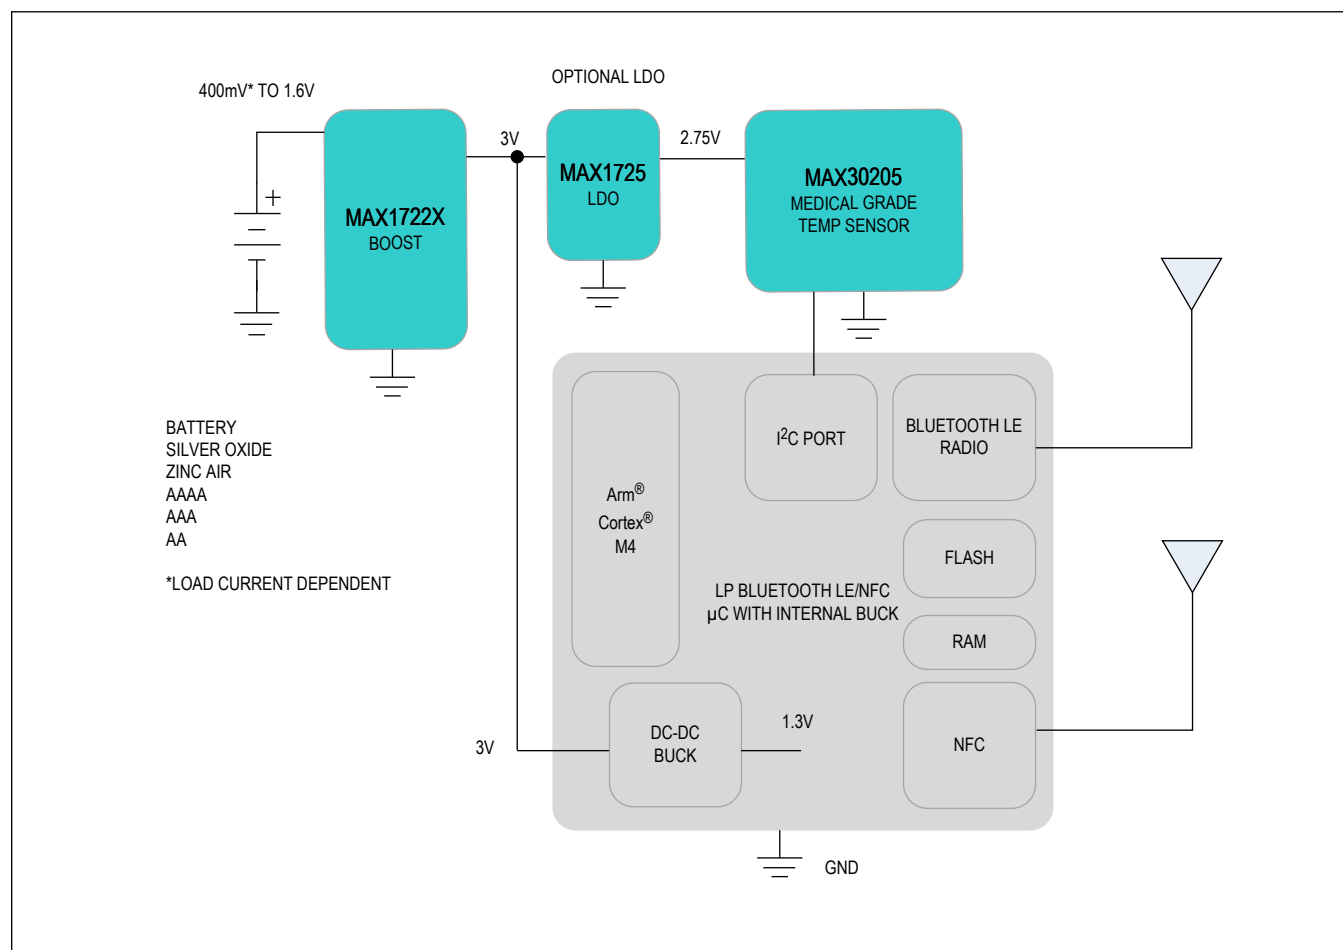 OPTIONAL LDO
400mV* TO 1.6V
3V
2.75V
+
MAX1722X
BOOST
MAX1725
LDO
MAX30205
MEDICAL GRADE
TEMP SENSOR
BATTERY
SILVER OXIDE
ZINC AIR
AAAA
AAA
AA
*LOAD CURRENT DEPENDENT
Arm®
Cortex®
M4
I²C PORT
BLUETOOTH LE
RADIO
FLASH
LP BLUETOOTH LE/NFC
µC WITH INTERNAL BUCK
RAM
3V
DC-DC
BUCK
1.3V
NFC
GND